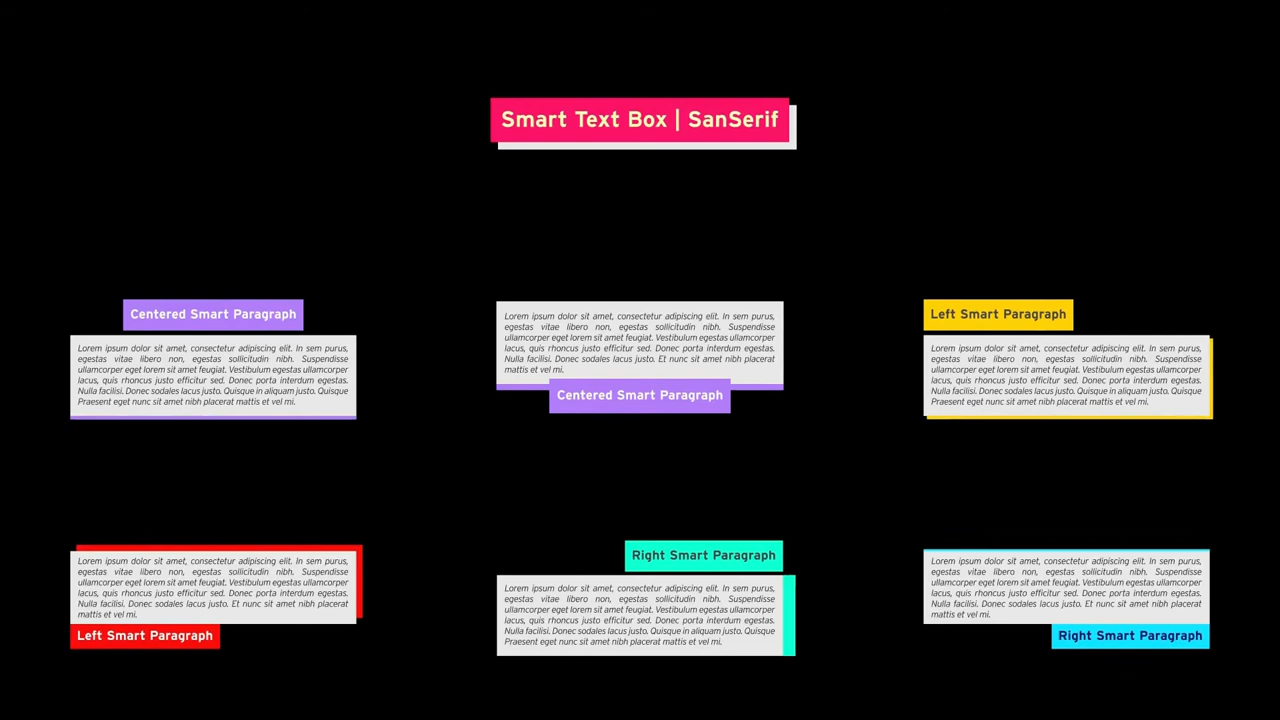 Smart Text Box | SanSerif
Centered Smart Paragraph
Lorem ipsum dolor sit amet, consectetur adipiscing elit. In sem purus,
egestas vitae libero non, egestas sollicitudin nibh. Suspendisse
ullamcorper eget lorem sit amet feugiat. Vestibulum egestas ullamcorper
lacus, quis rhoncus justo efficitur sed. Donec porta interdum egestas.
Nulla facilisi. Donec sodales lacus justo. Quisque in aliquam justo.
Praesent eget nunc sit amet nibh placerat mattis et vel mi.
Lorem ipsum dolor sit amet, consectetur adipiscing elit. In sem purus,
egestas vitae libero non, egestas sollicitudin nibh. Suspendisse
ullamcorper eget lorem sit amet feugiat. Vestibulum egestas ullamcorper
lacus, quis rhoncus justo efficitur sed. Donec porta interdum egestas.
Nulla facilisi. Donec sodales lacus justo. Et nunc sit amet nibh placerat
mattis et vel mi.
Centered Smart Paragraph
Left Smart Paragraph
Lorem ipsum dolor sit amet, consectetur adipiscing elit. In sem purus,
egestas vitae libero non, egestas sollicitudin nibh. Suspendisse
ullamcorper eget lorem sit amet feugiat. Vestibulum egestas ullamcorper
lacus, quis rhoncus justo efficitur sed. Donec porta interdum egestas.
Nulla facilisi. Donec sodales lacus justo. Quisque in aliquam justo.
Praesent eget nunc sit amet nibh placerat mattis et vel mi.
Lorem ipsum dolor sit amet, consectetur adipiscing elit. In sem purus,
egestas vitae libero non, egestas sollicitudin nibh. Suspendisse
ullamcorper eget lorem sit amet feugiat. Vestibulum egestas ullamcorper
lacus, quis rhoncus justo efficitur sed. Donec porta interdum egestas.
Nulla facilisi. Donec sodales lacus justo. Et nunc sit amet nibh placerat
mattis et vel mi.
Left Smart Paragraph
Right Smart Paragraph
Lorem ipsum dolor sit amet, consectetur adipiscing elit. In sem purus,
egestas vitae libero non, egestas sollicitudin nibh. Suspendisse
ullamcorper eget lorem sit amet feugiat. Vestibulum egestas ullamcorper
lacus, quis rhoncus justo efficitur sed. Donec porta interdum egestas.
Nulla facilisi. Donec sodales lacus justo. Quisque in aliquam justo.
Praesent eget nunc sit amet nibh placerat mattis et vel mi.
Lorem ipsum dolor sit amet, consectetur adipiscing elit. In sem purus,
egestas vitae libero non, egestas sollicitudin nibh. Suspendisse
ullamcorper eget lorem sit amet feugiat. Vestibulum egestas ullamcorper
lacus, quis rhoncus justo efficitur sed. Donec porta interdum egestas.
Nulla facilisi. Donec sodales lacus justo. Et nunc sit amet nibh placerat
mattis et vel mi.
Right Smart Paragraph